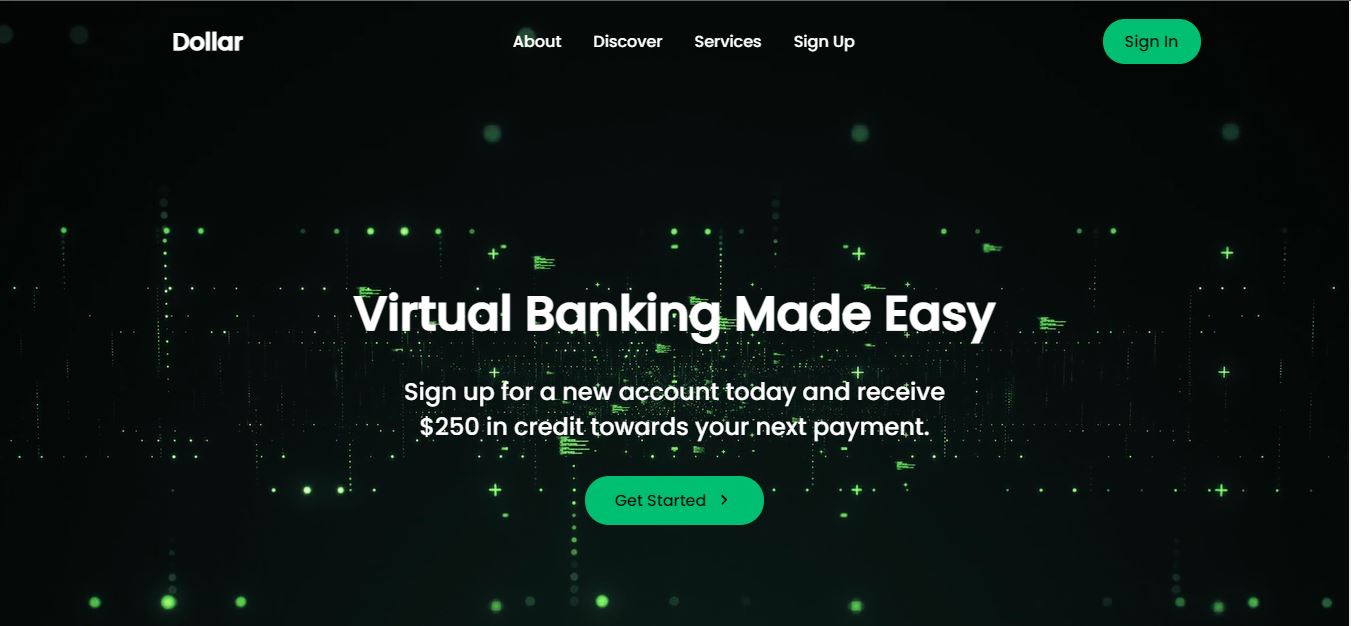 Dollar
About Discover Services Sign Up
Sign In
Virtual Banking Made Easy
Sign up for a new account today and receive
$250 in credit towards your next payment.
Get Started